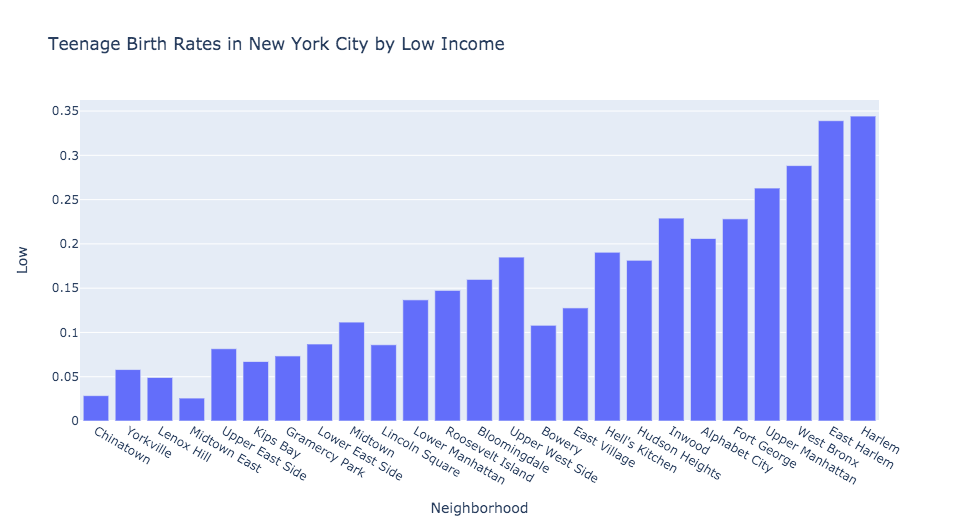 Teenage Birth Rates in New York City by Low Income
0.35
0.3
0.25
0.2
0.15
0.1
0.05
0
Low
Chinatown
Yorkville
Lenox Hill
Midtown East
Upper East Side
Kips Bay
Gramercy Park
Lower East Side
Midtown
Lincoln Square
Lower Manhattan
Roosevelt Island
Bloomingdale
Upper West Side
Bowery
East Village
Hell's Kitchen
Hudson Heights
Inwood
Alphabet City
Fort George
Upper Manhattan
West Bronx
East Harlem
Harlem
Neighborhood